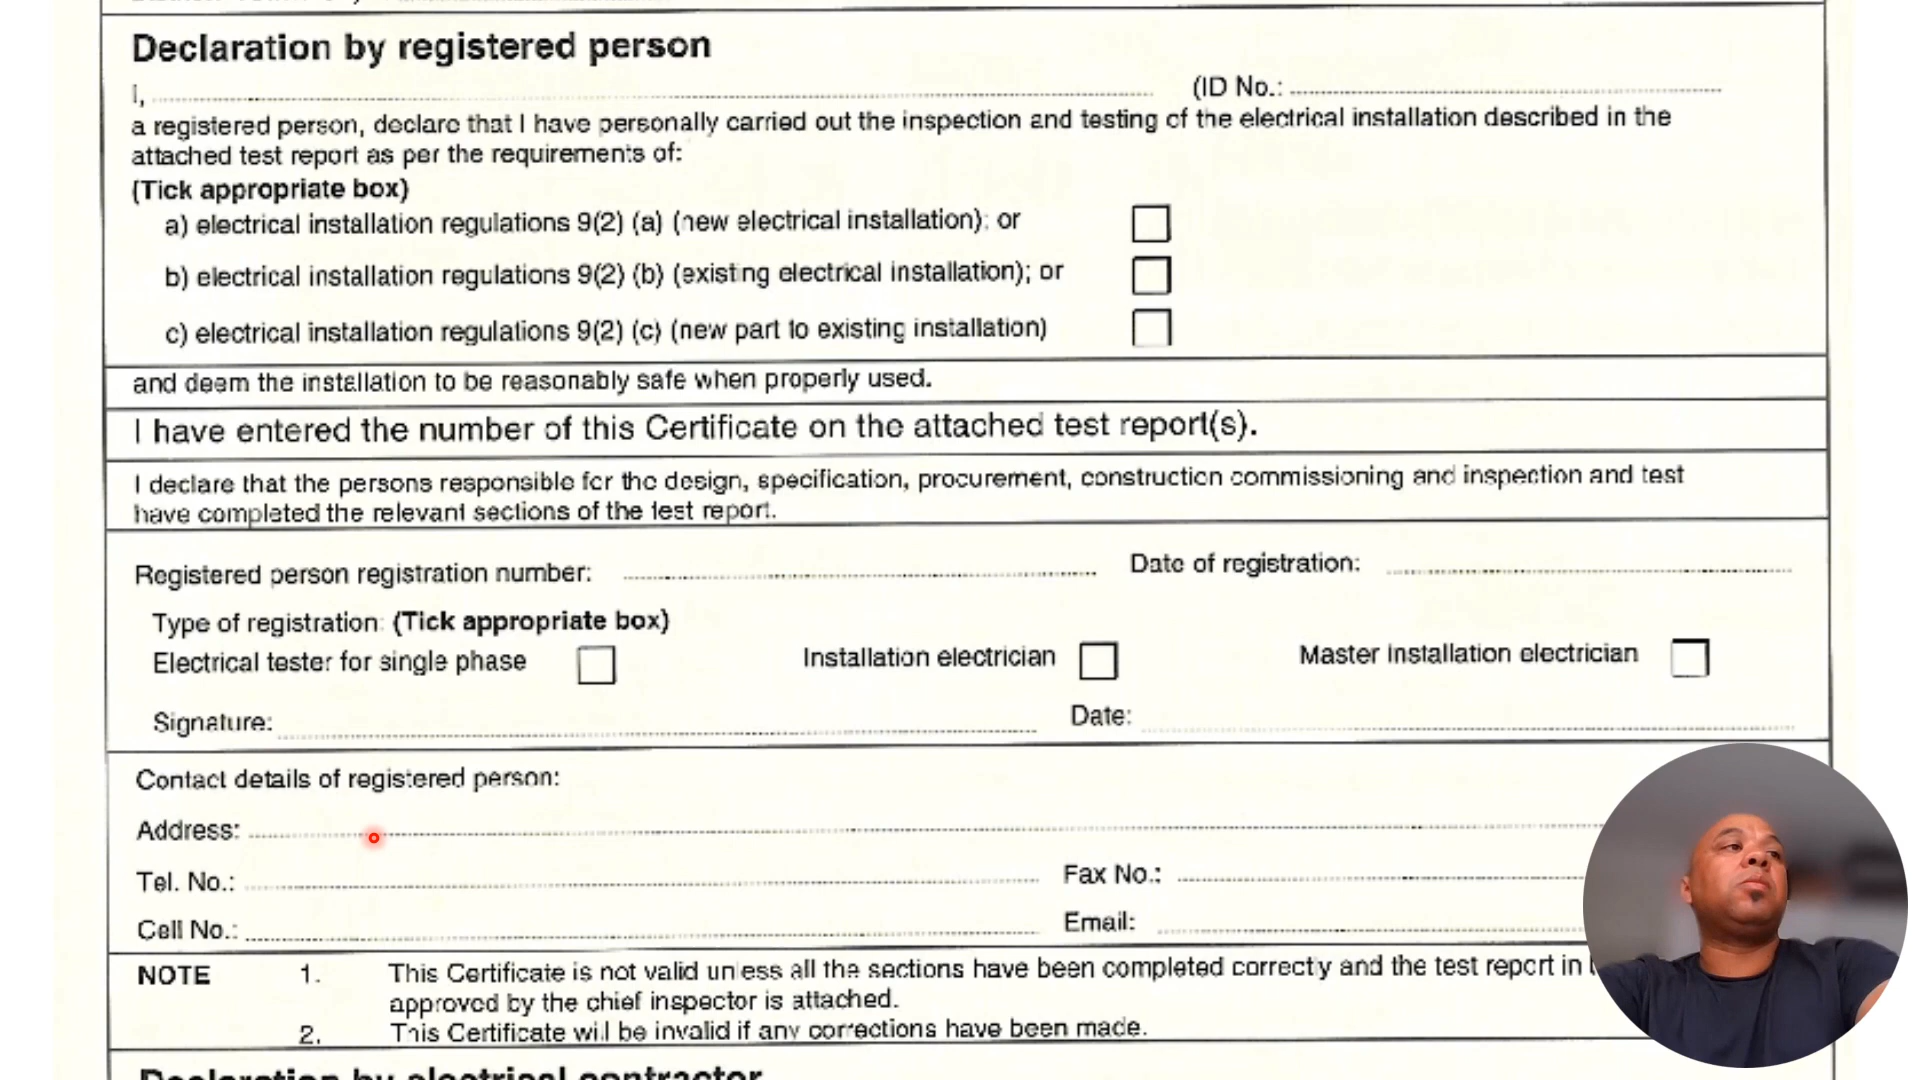 Declaration by registered person
I, (ID No.:
a registered person, declare that I have personally carried out the inspection and testing of the electrical installation described in the
attached test report as per the requirements of:
(Tick appropriate box)
a) electrical installation regulations 9(2) (a) (new electrical installation); or
b) electrical installation regulations 9(2) (b) (existing electrical installation); or
c) electrical installation regulations 9(2) (c) (new part to existing installation)
and deem the installation to be reasonably safe when properly used.
I have entered the number of this Certificate on the attached test report(s).
I declare that the persons responsible for the design, specification, procurement, construction commissioning and inspection and test
have completed the relevant sections of the test report.
Registered person registration number: Date of registration:
Type of registration: (Tick appropriate box)
Electrical tester for single phase Installation electrician Master installation electrician
Signature: Date:
Contact details of registered person:
Address:
Tel. No.: Fax No.:
Cell No.: Email:
NOTE 1. This Certificate is not valid unless all the sections have been completed correctly and the test report in
approved by the chief inspector is attached.
2. This Certificate will be invalid if any corrections have been made.
Declaration by electrical contractor